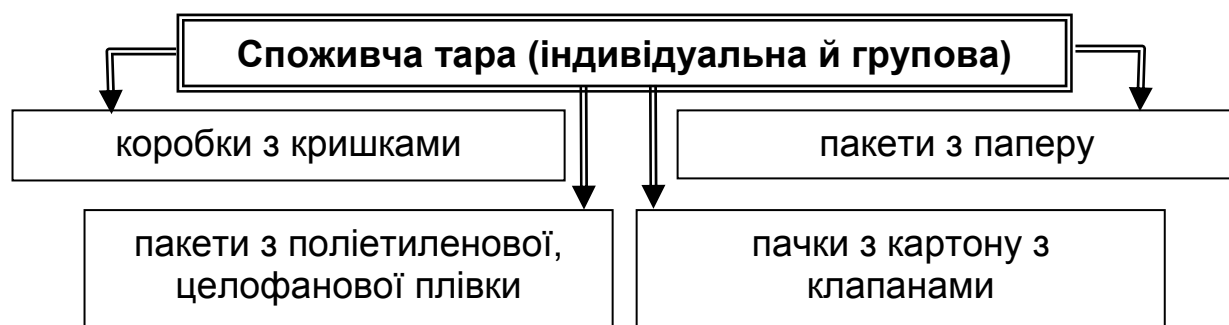 Споживча тара (індивідуальна й групова)
коробки з кришками
пакети з паперу
пакети з поліетиленової,
целофанової плівки
пачки з картону з
клапанами